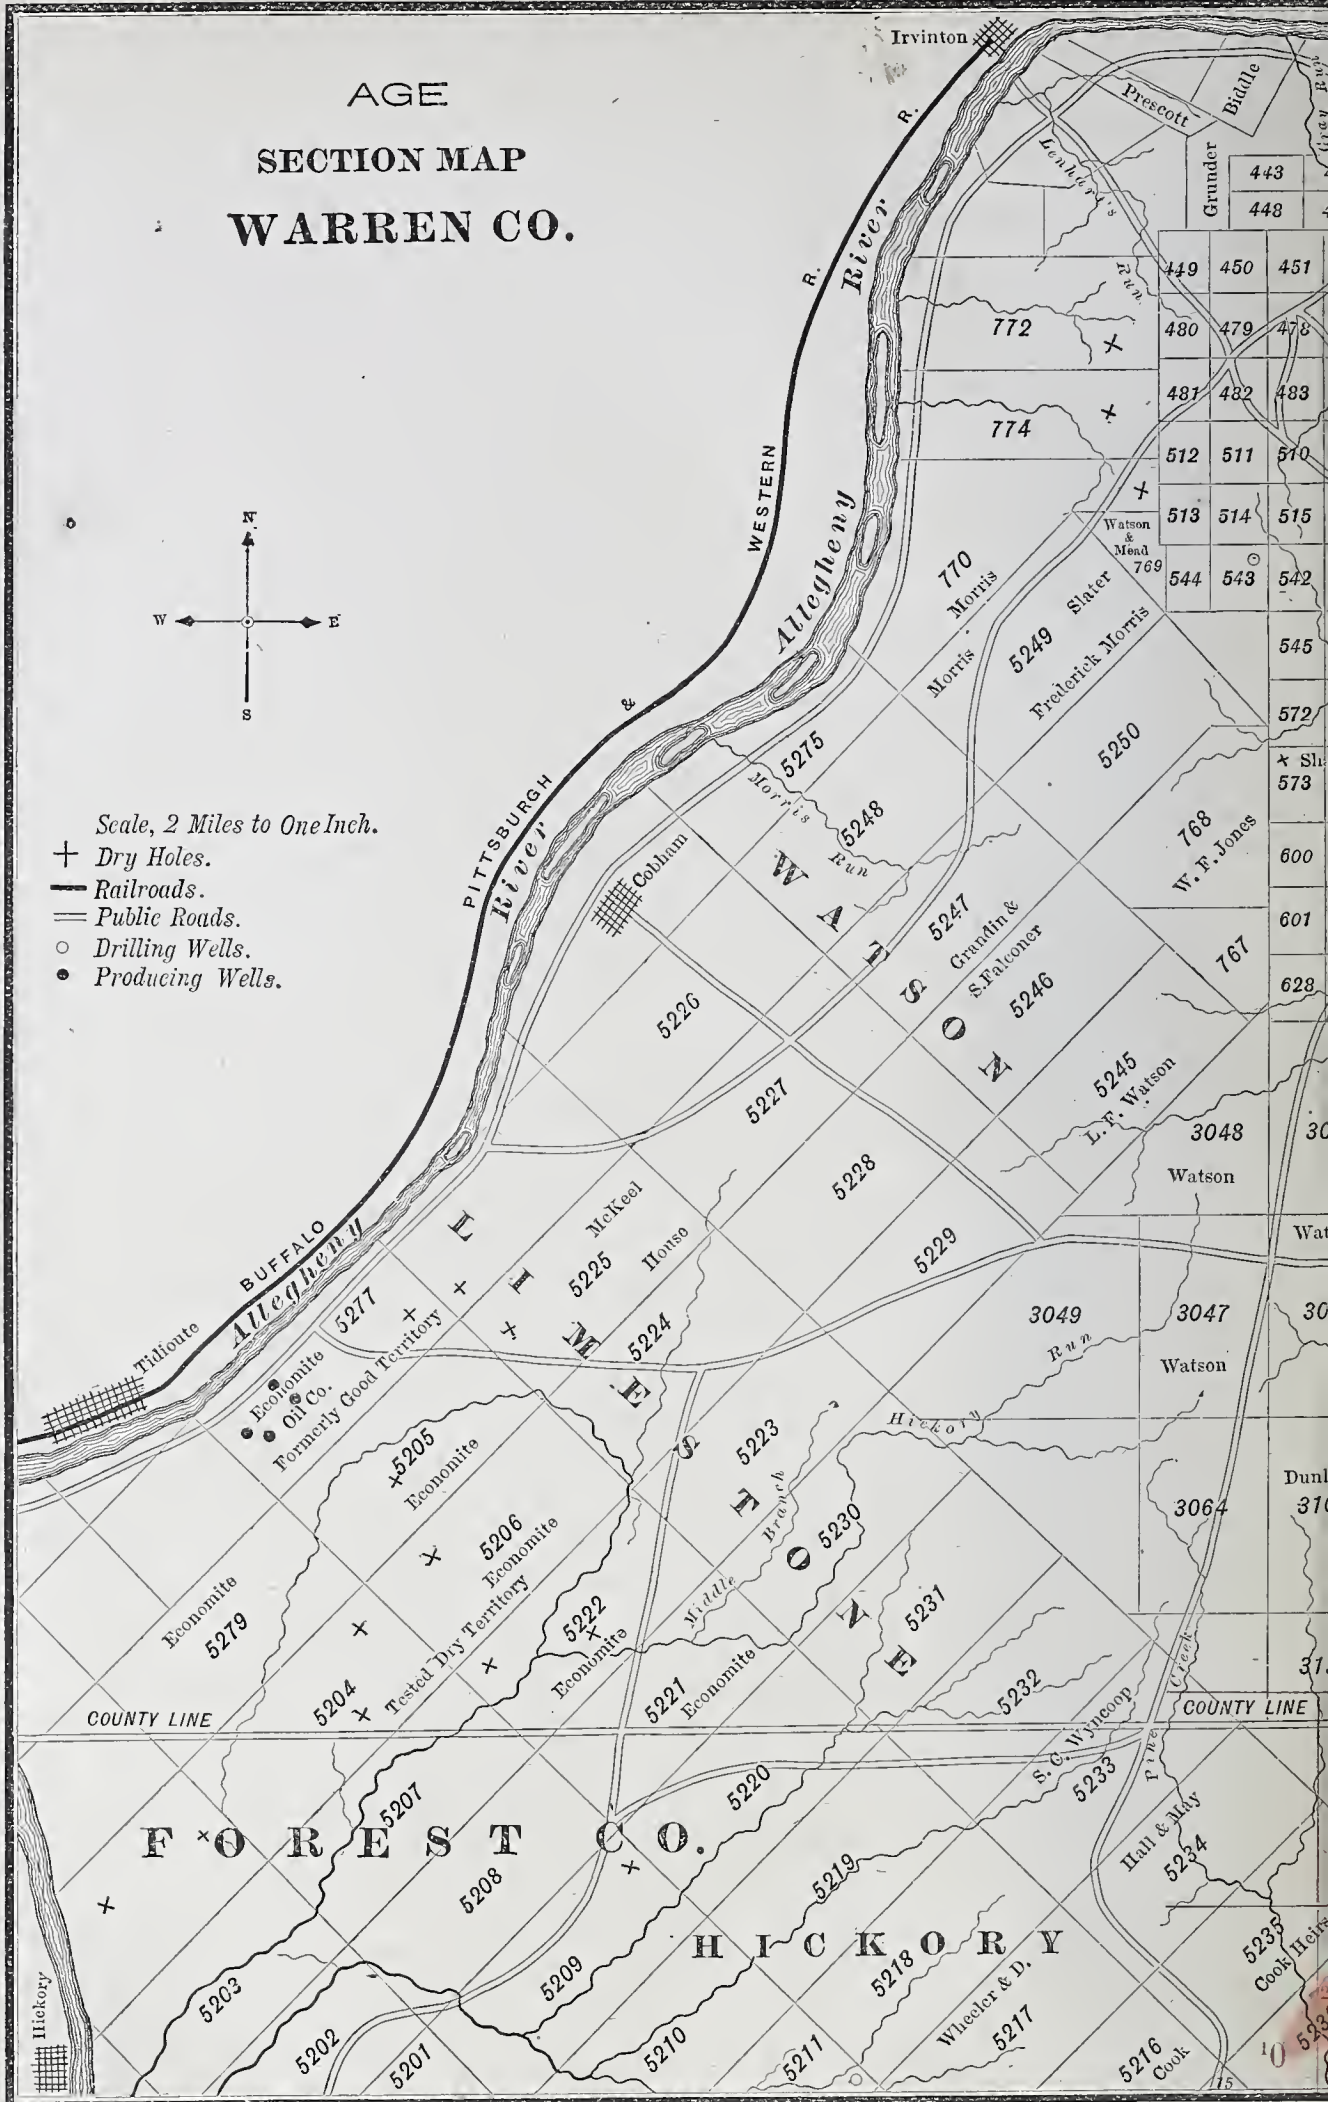 AGE
SECTION MAP
WARREN CO.
Irvinton
Prescott
Biddle
Gray Run
Grunder
443
448
Lenhart's
Run
449
450
451
772
480
479
478
774
481
482
483
512
511
510
513
514
515
Watson
&
Mead
769
544
543
542
545
572
573
600
601
628
R.
R.
WESTERN
&
PITTSBURGH
BUFFALO
River
Allegheny
River
Allegheny
N
W
E
S
Scale, 2 Miles to One Inch.
Dry Holes.
Railroads.
Public Roads.
Drilling Wells.
Producing Wells.
770
Morris
Morris
5249
Slater
Frederick Morris
5250
5275
Morris
Run
5248
Cobham
WATSON
768
W. F. Jones
5247
Grandin &
S. Falconer
5246
767
5226
5227
5245
L. F. Watson
3048
Watson
5228
5229
McKeel
5225
House
5224
LIMESTONE
5277
Tidioute
Economite
Oil Co.
Formerly Good Territory
3049
3047
Run
Watson
Hickory
5205
Economite
5223
Branch
Middle
5230
3064
5206
Economite
Tested Dry Territory
Economite
5279
5222
Economite
5231
5204
5221
Economite
5232
Creek
Pine
COUNTY LINE
COUNTY LINE
S. C. Wyncoop
5233
5207
5220
Hall & May
5234
FOREST CO.
5208
5219
HICKORY
5235
Cook Heirs
5209
5218
Wheeler & D.
5217
Hickory
5203
5202
5201
5210
5211
5216
Cook